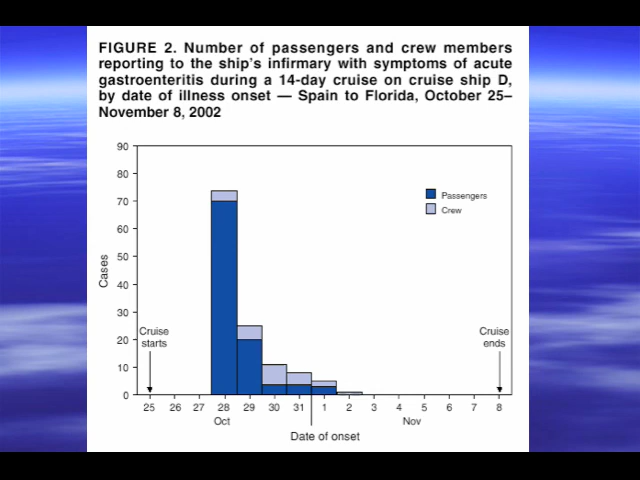 FIGURE 2. Number of passengers and crew members
reporting to the ship's infirmary with symptoms of acute
gastroenteritis during a 14-day cruise on cruise ship D,
by date of illness onset — Spain to Florida, October 25–
November 8, 2002
90
80
70
60
50
40
30
20
10
0
Cases
Passengers
Crew
Cruise
starts
Cruise
ends
25 26 27 28 29 30 31 1 2 3 4 5 6 7 8
Oct Nov
Date of onset